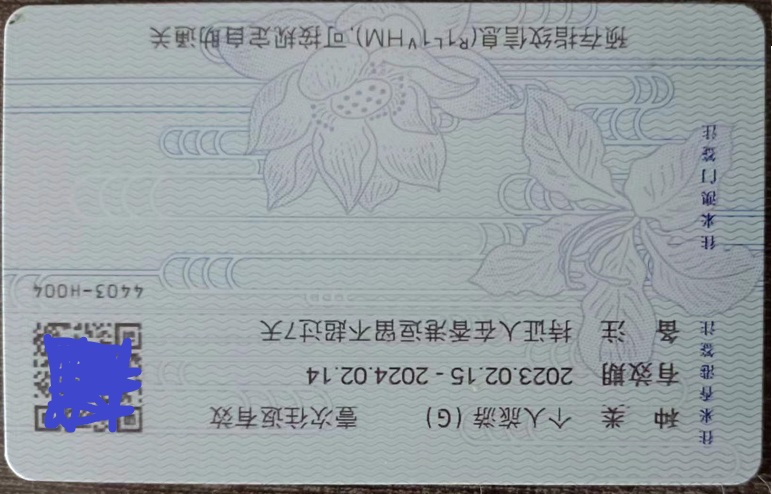 往来香港签注
种 类 个人旅游(G) 壹次往返有效
有效期 2023.02.15 - 2024.02.14
备 注 持证人在香港逗留不超过7天
4403-H004
往来澳门签注
预存指纹信息(R1L1VHM),可按规定自助通关